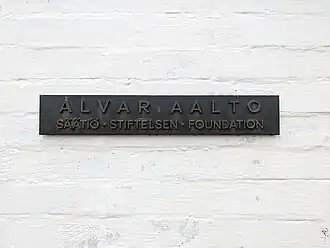 ALVAR AALTO
SÄÄTIÖ - STIFTELSEN - FOUNDATION